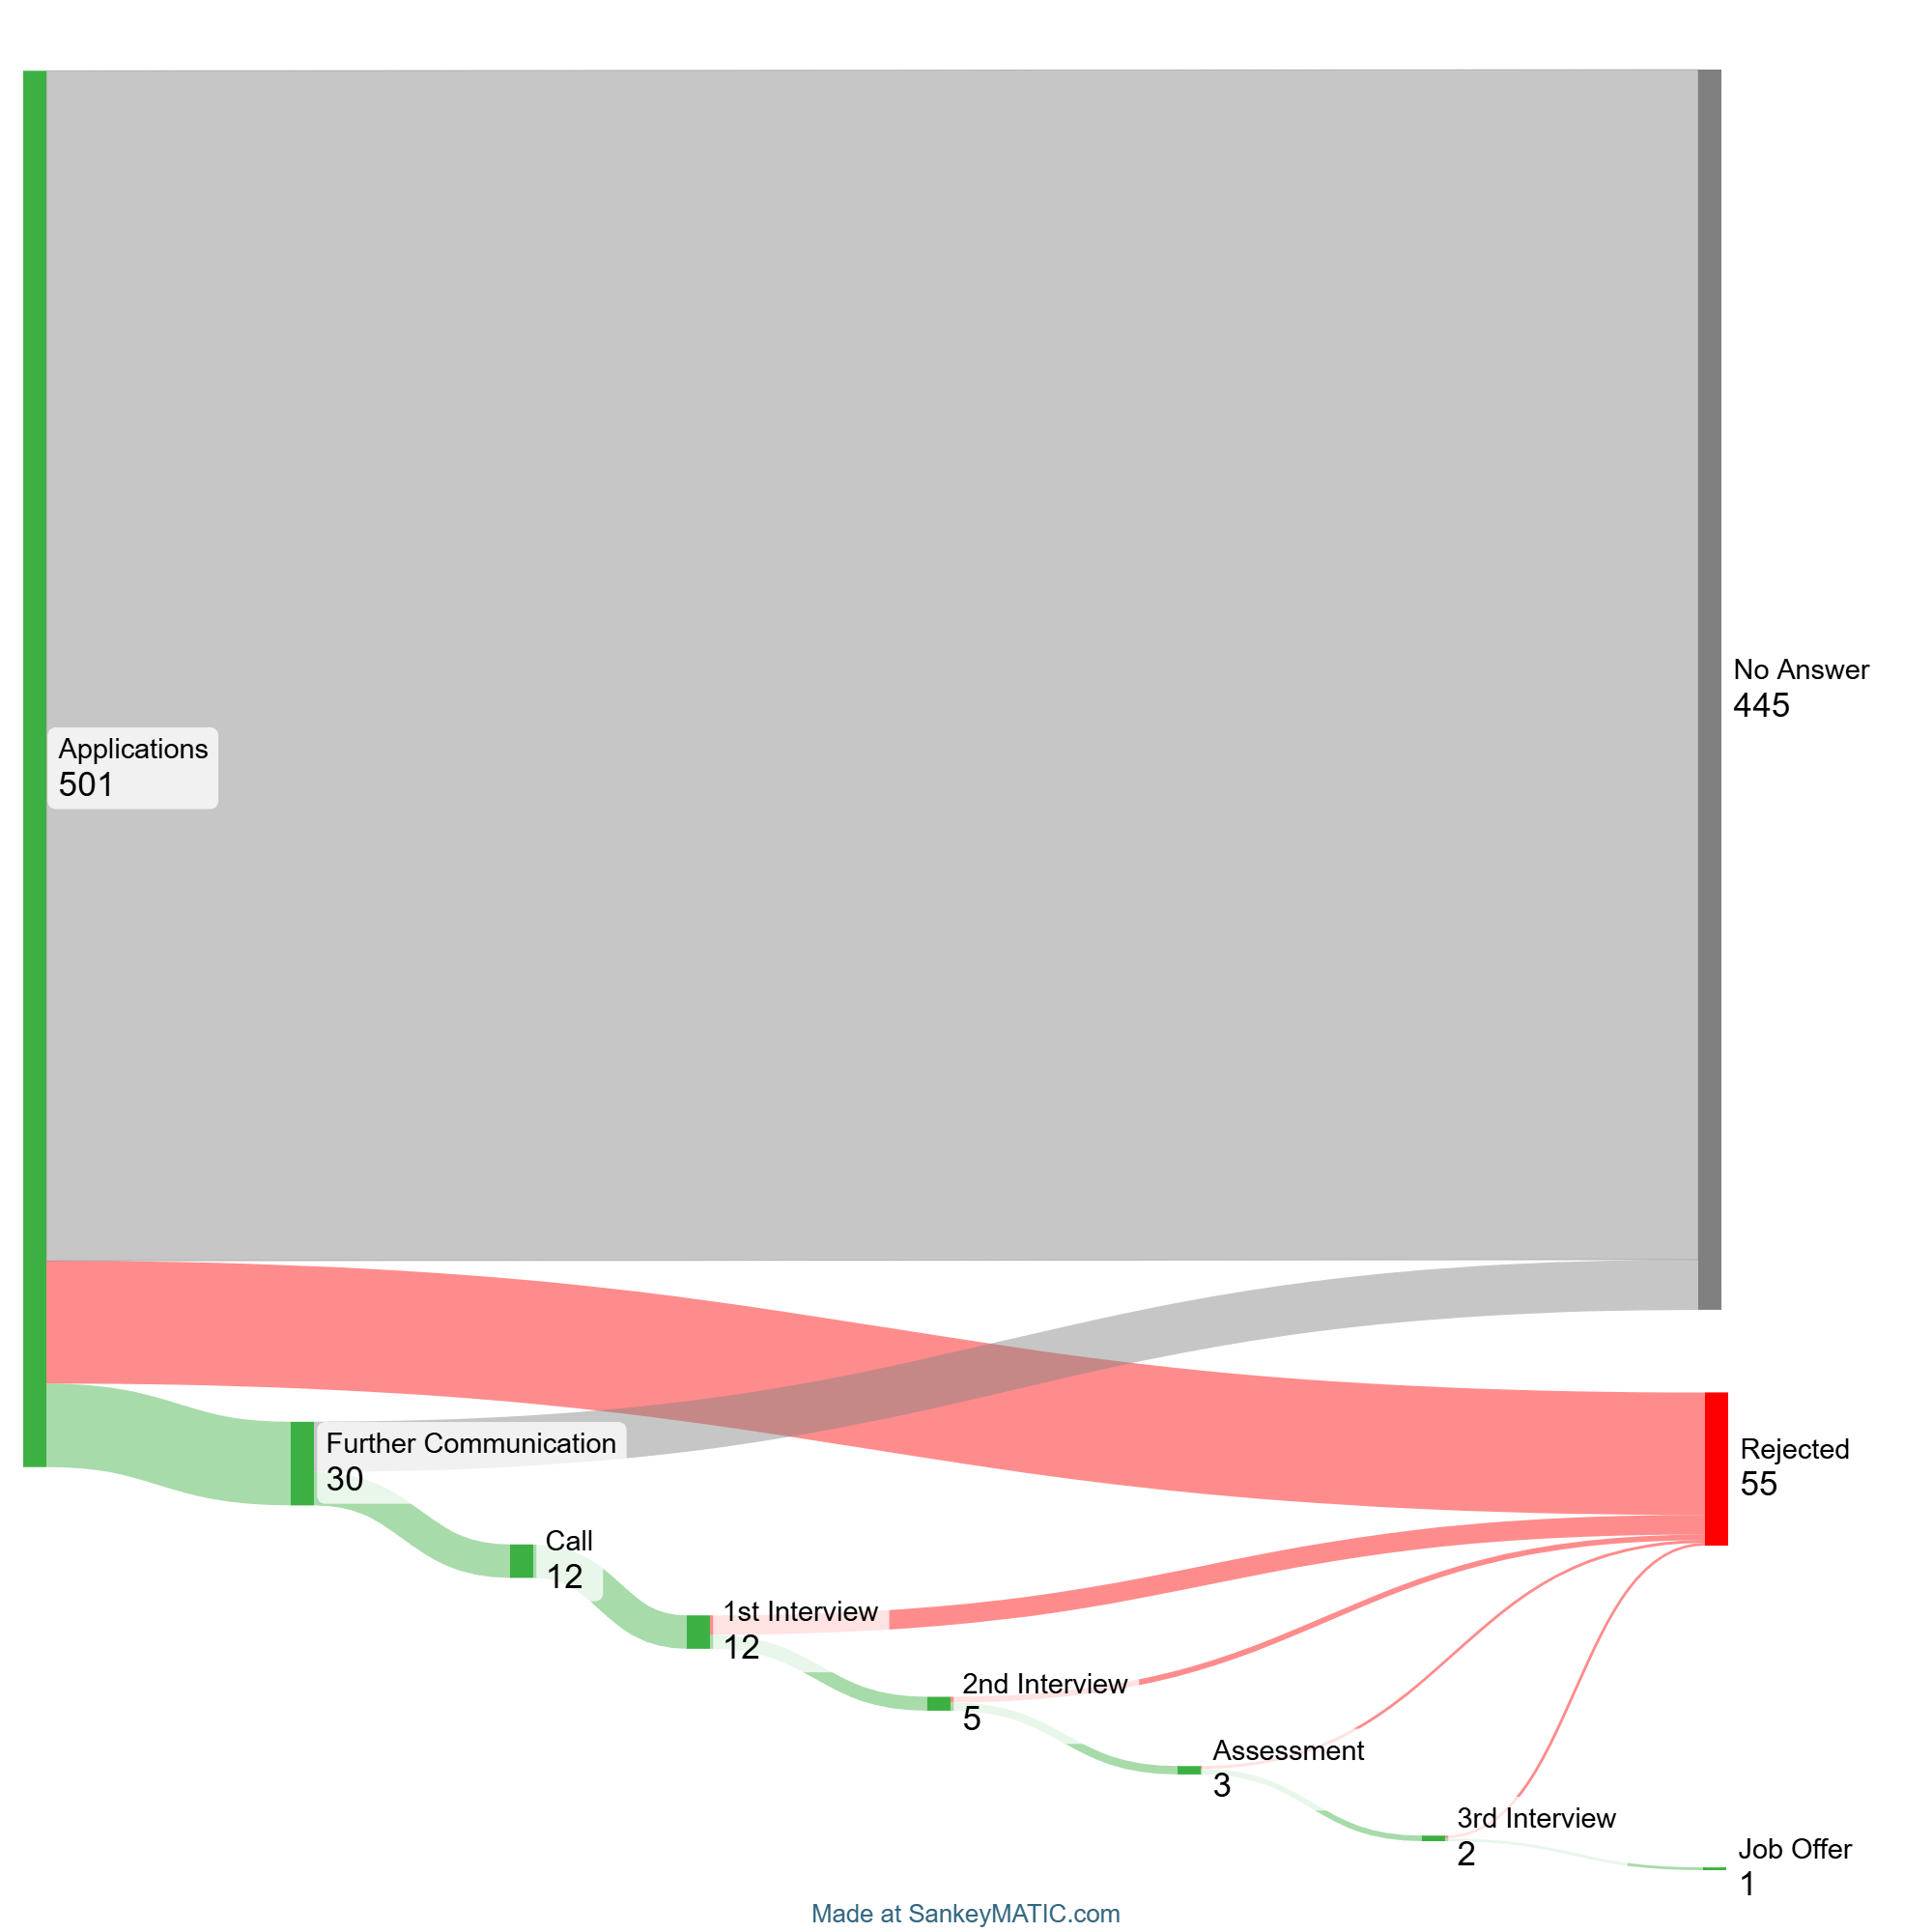 Applications
501
No Answer
445
Further Communication
30
Rejected
55
Call
12
1st Interview
12
2nd Interview
5
Assessment
3
3rd Interview
2
Job Offer
1
Made at SankeyMATIC.com